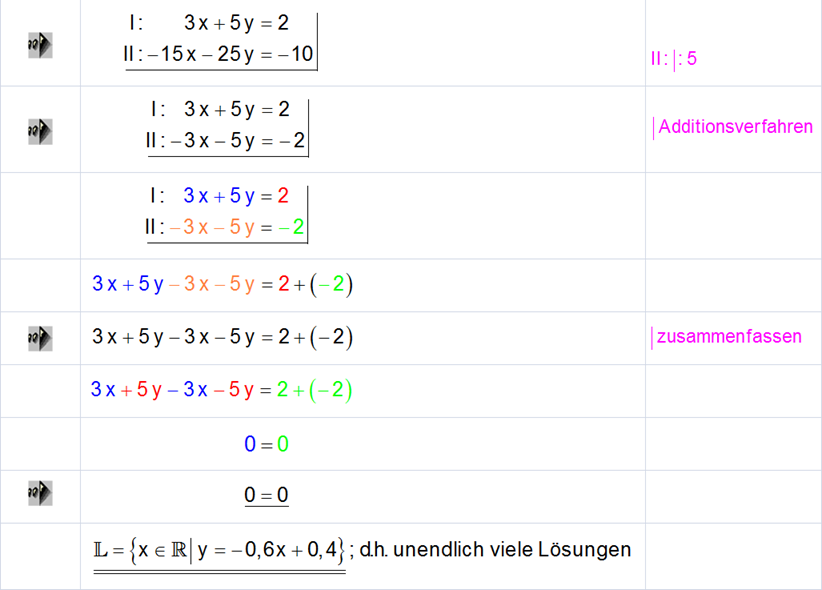 I: 3x + 5y = 2
II: −15x − 25y = −10
II: |: 5
I: 3x + 5y = 2
II: −3x − 5y = −2
| Additionsverfahren
I: 3x + 5y = 2
II: −3x − 5y = −2
3x + 5y − 3x − 5y = 2 + (−2)
3x + 5y − 3x − 5y = 2 + (−2)
| zusammenfassen
3x + 5y − 3x − 5y = 2 + (−2)
0 = 0
0 = 0
𝕃 = {x ∈ ℝ | y = −0,6x + 0,4} ; d.h. unendlich viele Lösungen